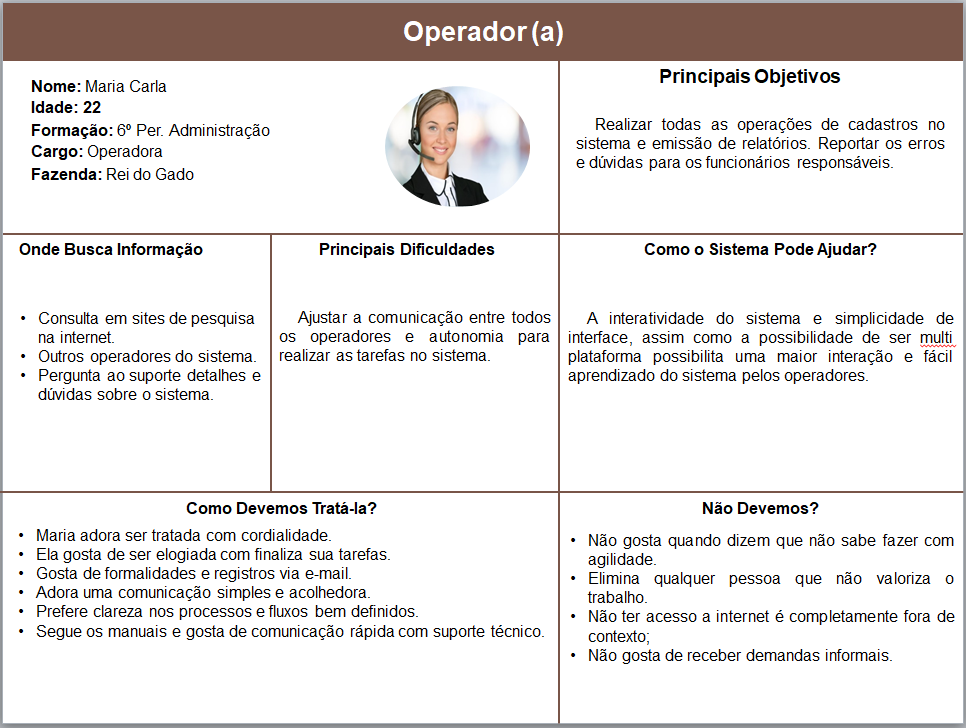 Operador (a)
Nome: Maria Carla
Idade: 22
Formação: 6º Per. Administração
Cargo: Operadora
Fazenda: Rei do Gado
Principais Objetivos
Realizar todas as operações de cadastros no
sistema e emissão de relatórios. Reportar os erros
e dúvidas para os funcionários responsáveis.
Onde Busca Informação
• Consulta em sites de pesquisa
na internet.
• Outros operadores do sistema.
• Pergunta ao suporte detalhes e
dúvidas sobre o sistema.
Principais Dificuldades
Ajustar a comunicação entre todos
os operadores e autonomia para
realizar as tarefas no sistema.
Como o Sistema Pode Ajudar?
A interatividade do sistema e simplicidade de
interface, assim como a possibilidade de ser multi
plataforma possibilita uma maior interação e fácil
aprendizado do sistema pelos operadores.
Como Devemos Tratá-la?
• Maria adora ser tratada com cordialidade.
• Ela gosta de ser elogiada com finaliza sua tarefas.
• Gosta de formalidades e registros via e-mail.
• Adora uma comunicação simples e acolhedora.
• Prefere clareza nos processos e fluxos bem definidos.
• Segue os manuais e gosta de comunicação rápida com suporte técnico.
Não Devemos?
• Não gosta quando dizem que não sabe fazer com
agilidade.
• Elimina qualquer pessoa que não valoriza o
trabalho.
• Não ter acesso a internet é completamente fora de
contexto;
• Não gosta de receber demandas informais.